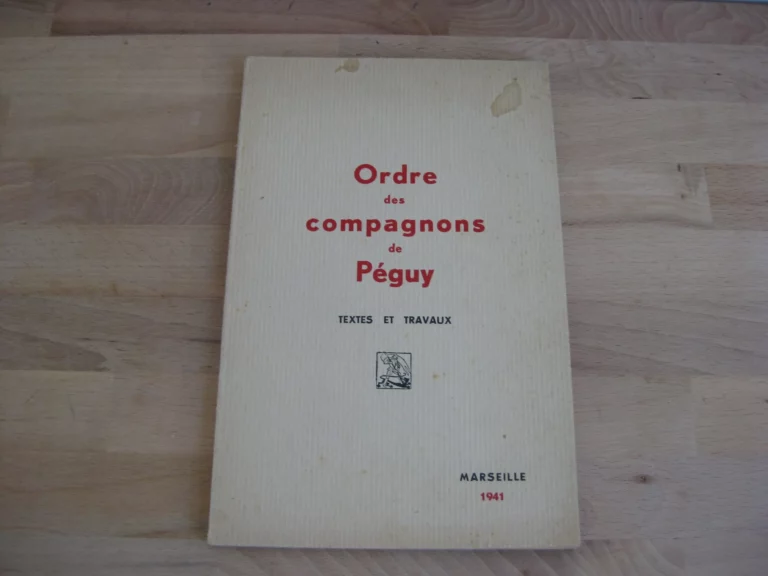 Ordre
des
compagnons
de
Péguy
TEXTES ET TRAVAUX
MARSEILLE
1941